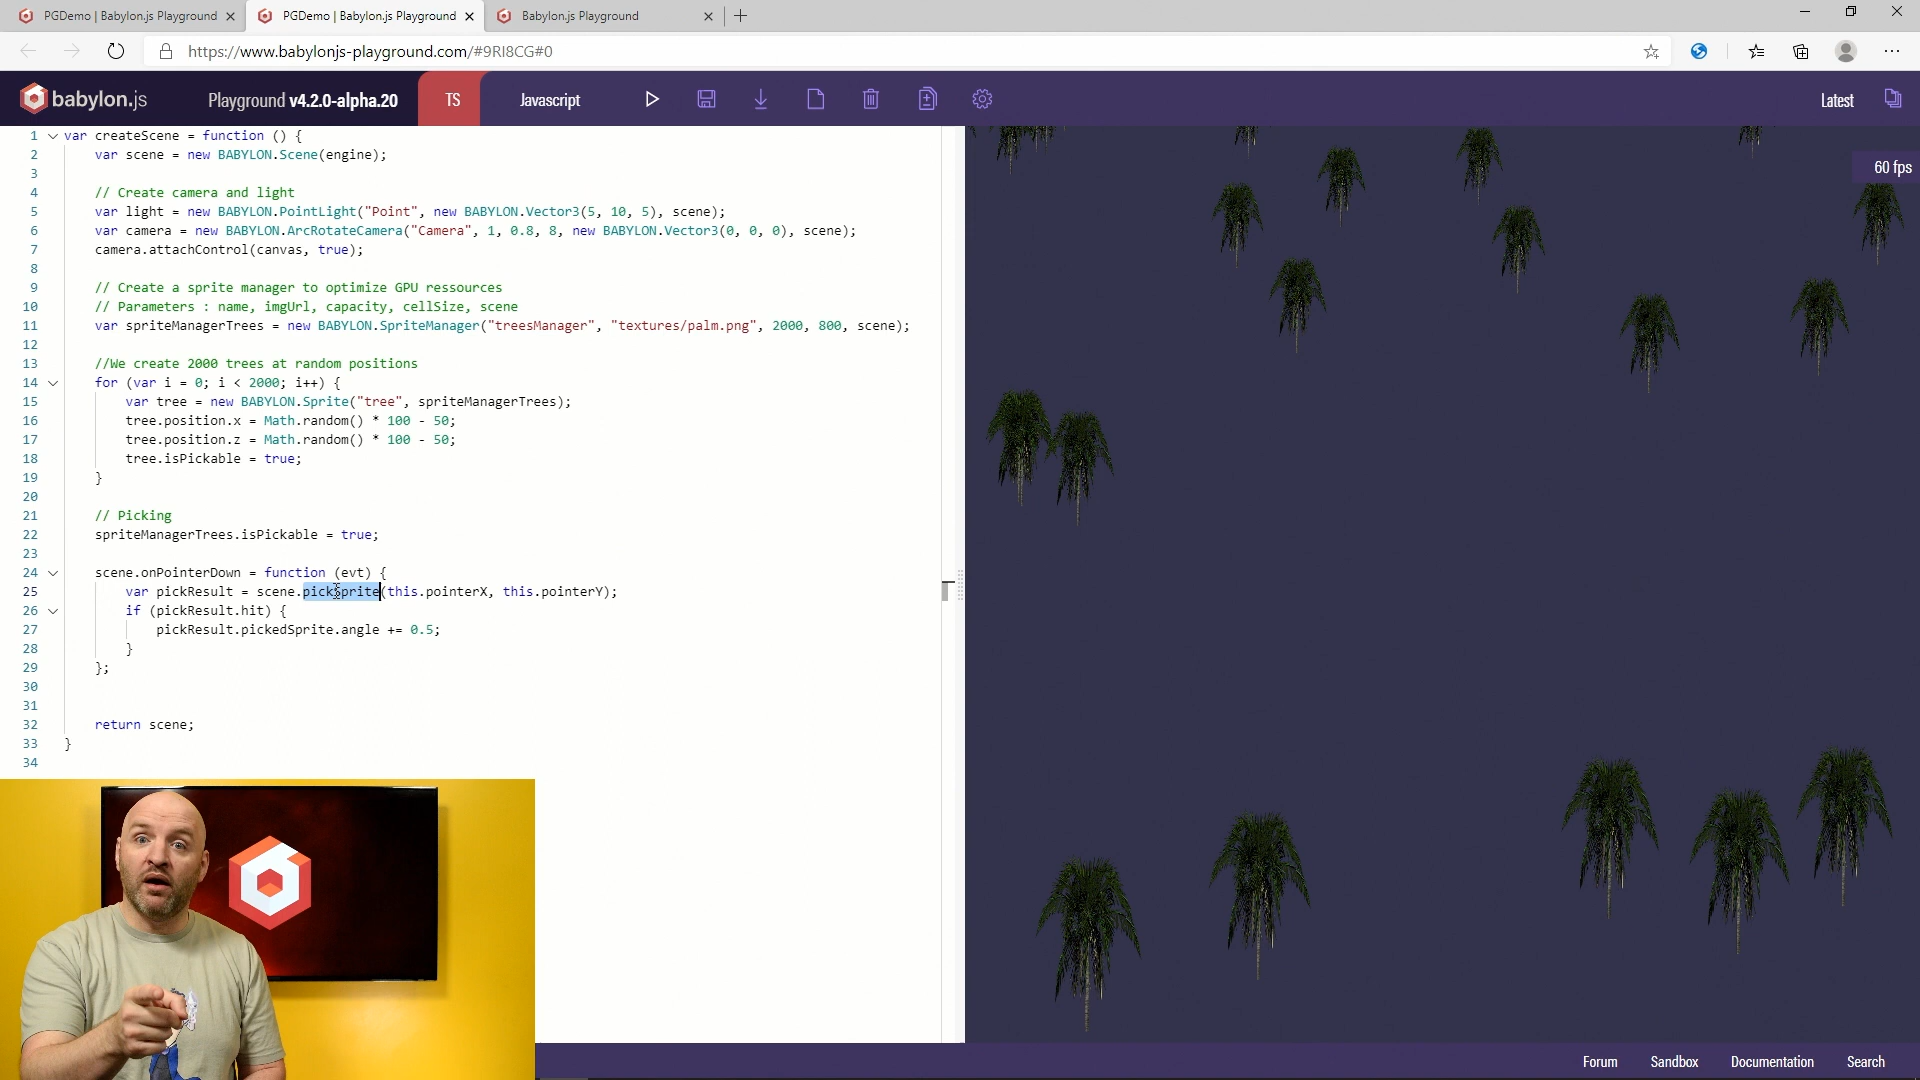 PGDemo | Babylon.js Playground
PGDemo | Babylon.js Playground
Babylon.js Playground
https://www.babylonjs-playground.com/#9RI8CG#0
babylon.js
Playground v4.2.0-alpha.20
TS
Javascript
Latest
60 fps
1 var createScene = function () {
2 var scene = new BABYLON.Scene(engine);
3
4 // Create camera and light
5 var light = new BABYLON.PointLight("Point", new BABYLON.Vector3(5, 10, 5), scene);
6 var camera = new BABYLON.ArcRotateCamera("Camera", 1, 0.8, 8, new BABYLON.Vector3(0, 0, 0), scene);
7 camera.attachControl(canvas, true);
8
9 // Create a sprite manager to optimize GPU ressources
10 // Parameters : name, imgUrl, capacity, cellSize, scene
11 var spriteManagerTrees = new BABYLON.SpriteManager("treesManager", "textures/palm.png", 2000, 800, scene);
12
13 //We create 2000 trees at random positions
14 for (var i = 0; i < 2000; i++) {
15 var tree = new BABYLON.Sprite("tree", spriteManagerTrees);
16 tree.position.x = Math.random() * 100 - 50;
17 tree.position.z = Math.random() * 100 - 50;
18 tree.isPickable = true;
19 }
20
21 // Picking
22 spriteManagerTrees.isPickable = true;
23
24 scene.onPointerDown = function (evt) {
25 var pickResult = scene.pickSprite(this.pointerX, this.pointerY);
26 if (pickResult.hit) {
27 pickResult.pickedSprite.angle += 0.5;
28 }
29 };
30
31
32 return scene;
33 }
34
Forum
Sandbox
Documentation
Search